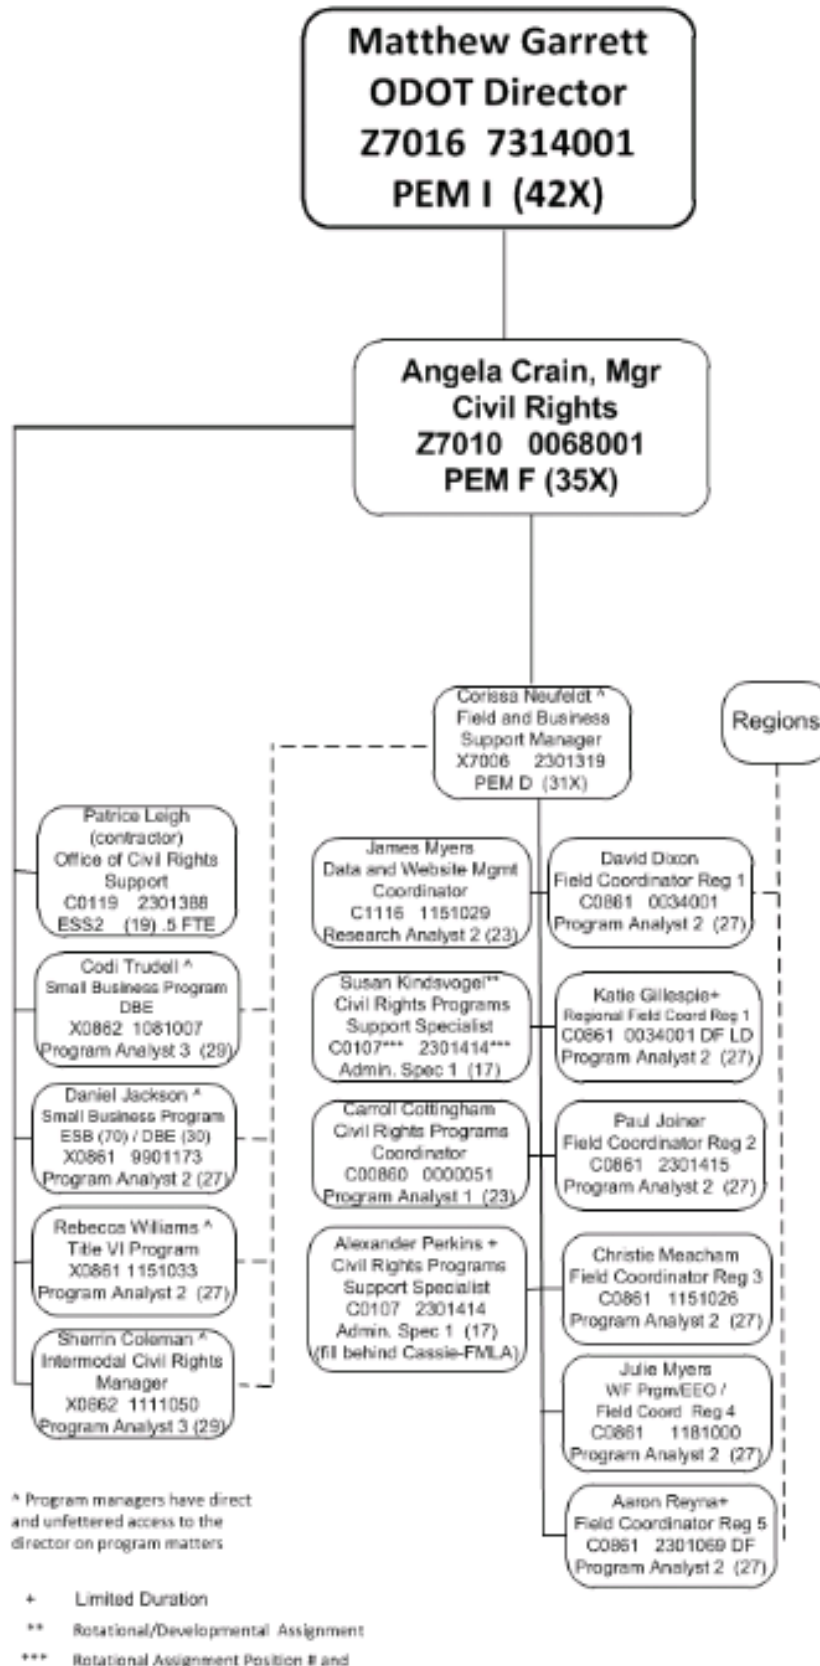 Matthew Garrett
ODOT Director
Z7016 7314001
PEM I (42X)
Angela Crain, Mgr
Civil Rights
Z7010 0068001
PEM F (35X)
Corissa Neufeldt ^
Field and Business
Support Manager
X7006 2301319
PEM D (31X)
Regions
Patrice Leigh
(contractor)
Office of Civil Rights
Support
C0119 2301388
ESS2 (19) .5 FTE
Codi Trudell ^
Small Business Program
DBE
X0862 1081007
Program Analyst 3 (29)
Daniel Jackson ^
Small Business Program
ESB (70) / DBE (30)
X0861 9901173
Program Analyst 2 (27)
Rebecca Williams ^
Title VI Program
X0861 1151033
Program Analyst 2 (27)
Sherrin Coleman ^
Intermodal Civil Rights
Manager
X0862 1111050
Program Analyst 3 (29)
James Myers
Data and Website Mgmt
Coordinator
C1116 1151029
Research Analyst 2 (23)
Susan Kindsvogel**
Civil Rights Programs
Support Specialist
C0107*** 2301414***
Admin. Spec 1 (17)
Carroll Cottingham
Civil Rights Programs
Coordinator
C00860 0000051
Program Analyst 1 (23)
Alexander Perkins +
Civil Rights Programs
Support Specialist
C0107 2301414
Admin. Spec 1 (17)
(fill behind Cassie-FMLA)
David Dixon
Field Coordinator Reg 1
C0861 0034001
Program Analyst 2 (27)
Katie Gillespie+
Regional Field Coord Reg 1
C0861 0034001 DF LD
Program Analyst 2 (27)
Paul Joiner
Field Coordinator Reg 2
C0861 2301415
Program Analyst 2 (27)
Christie Meacham
Field Coordinator Reg 3
C0861 1151026
Program Analyst 2 (27)
Julie Myers
WF Prgm/EEO /
Field Coord Reg 4
C0861 1181000
Program Analyst 2 (27)
Aaron Reyna+
Field Coordinator Reg 5
C0861 2301069 DF
Program Analyst 2 (27)
^ Program managers have direct
and unfettered access to the
director on program matters
+ Limited Duration
** Rotational/Developmental Assignment
*** Rotational Assignment Position # and